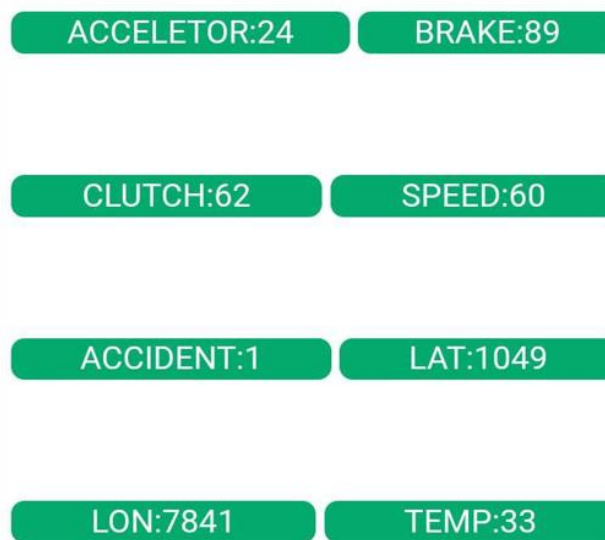 ACCELETOR:24 BRAKE:89
CLUTCH:62 SPEED:60
ACCIDENT:1 LAT:1049
LON:7841 TEMP:33